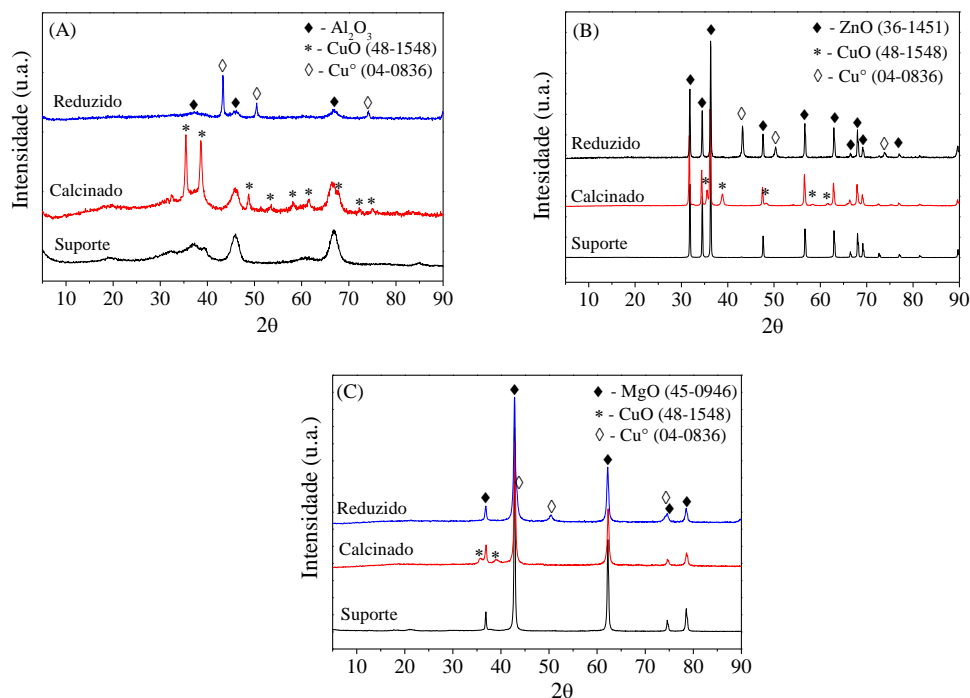 (A)
◆ - Al₂O₃
* - CuO (48-1548)
◇ - Cu° (04-0836)
Reduzido
Calcinado
Suporte
Intensidade (u.a.)
10 20 30 40 50 60 70 80 90
2θ
(B)
◆ - ZnO (36-1451)
* - CuO (48-1548)
◇ - Cu° (04-0836)
Reduzido
Calcinado
Suporte
Intesidade (u.a.)
10 20 30 40 50 60 70 80 90
2θ
(C)
◆ - MgO (45-0946)
* - CuO (48-1548)
◇ - Cu° (04-0836)
Reduzido
Calcinado
Suporte
Intensidade (u.a.)
10 20 30 40 50 60 70 80 90
2θ